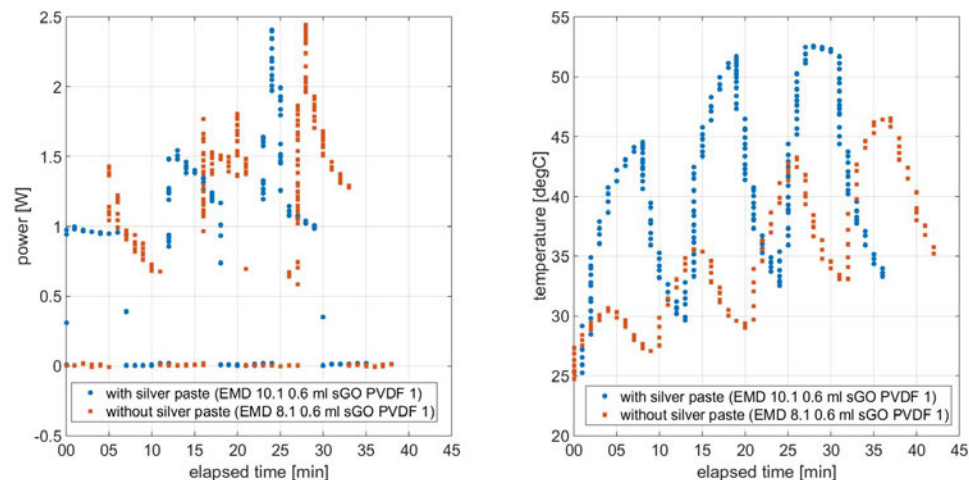 2.5
2
1.5
1
0.5
0
-0.5
power [W]
with silver paste (EMD 10.1 0.6 ml sGO PVDF 1)
without silver paste (EMD 8.1 0.6 ml sGO PVDF 1)
00 05 10 15 20 25 30 35 40 45
elapsed time [min]
55
50
45
40
35
30
25
20
temperature [degC]
with silver paste (EMD 10.1 0.6 ml sGO PVDF 1)
without silver paste (EMD 8.1 0.6 ml sGO PVDF 1)
00 05 10 15 20 25 30 35 40 45
elapsed time [min]